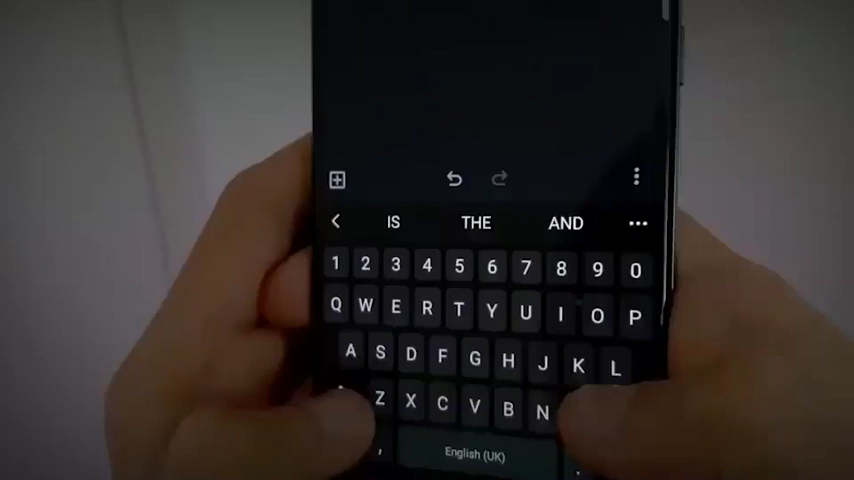 IS THE AND
1 2 3 4 5 6 7 8 9 0
Q W E R T Y U I O P
A S D F G H J K L
Z X C V B N
, English (UK) .